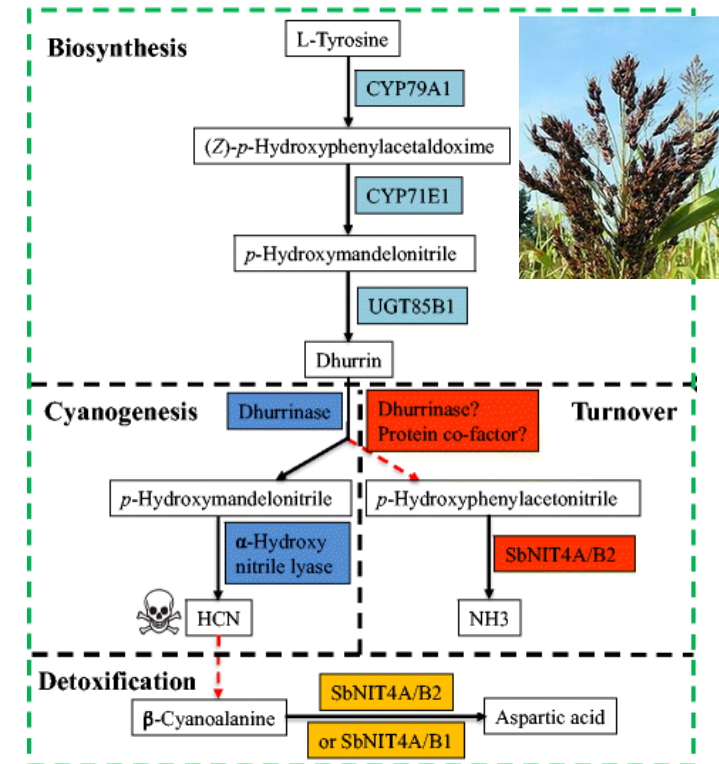 Biosynthesis
L-Tyrosine
CYP79A1
(Z)-p-Hydroxyphenylacetaldoxime
CYP71E1
p-Hydroxymandelonitrile
UGT85B1
Dhurrin
Cyanogenesis
Dhurrinase
Dhurrinase?
Protein co-factor?
Turnover
p-Hydroxymandelonitrile
p-Hydroxyphenylacetonitrile
α-Hydroxy
nitrile lyase
SbNIT4A/B2
HCN
NH3
Detoxification
SbNIT4A/B2
β-Cyanoalanine
Aspartic acid
or SbNIT4A/B1